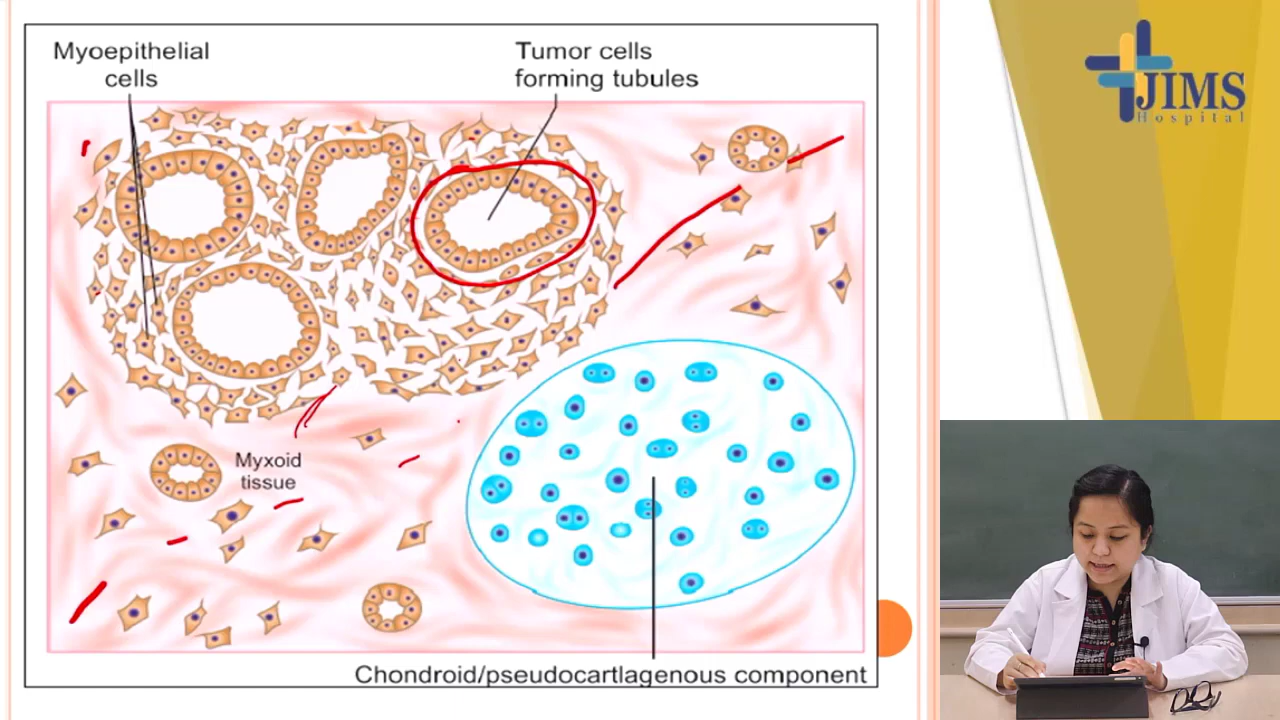 Myoepithelial
cells
Tumor cells
forming tubules
JIMS
Hospital
Myxoid
tissue
Chondroid/pseudocartlagenous component